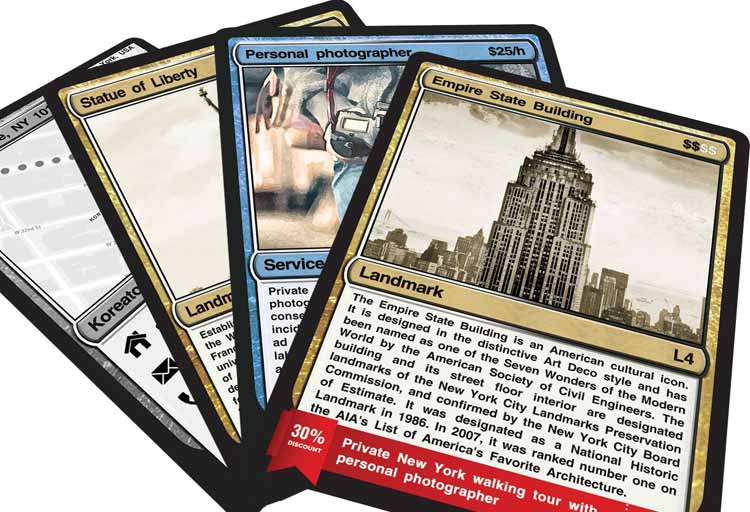 York, USA
e, NY 10
W 32nd St
Koreato
Statue of Liberty
Landm
Personal photographer
$25/h
Service
Private
photog
conse
incid
ad
Empire State Building
$$$$
Landmark
L4
The Empire State Building is an American cultural icon.
It is designed in the distinctive Art Deco style and has
been named as one of the Seven Wonders of the Modern
World by the American Society of Civil Engineers. The
building and its street floor interior are designated
landmarks of the New York City Landmarks Preservation
Commission, and confirmed by the New York City Board
of Estimate. It was designated as a National Historic
Landmark in 1986. In 2007, it was ranked number one on
the AIA's List of America's Favorite Architecture.
30%
DISCOUNT
Private New York walking tour with
personal photographer